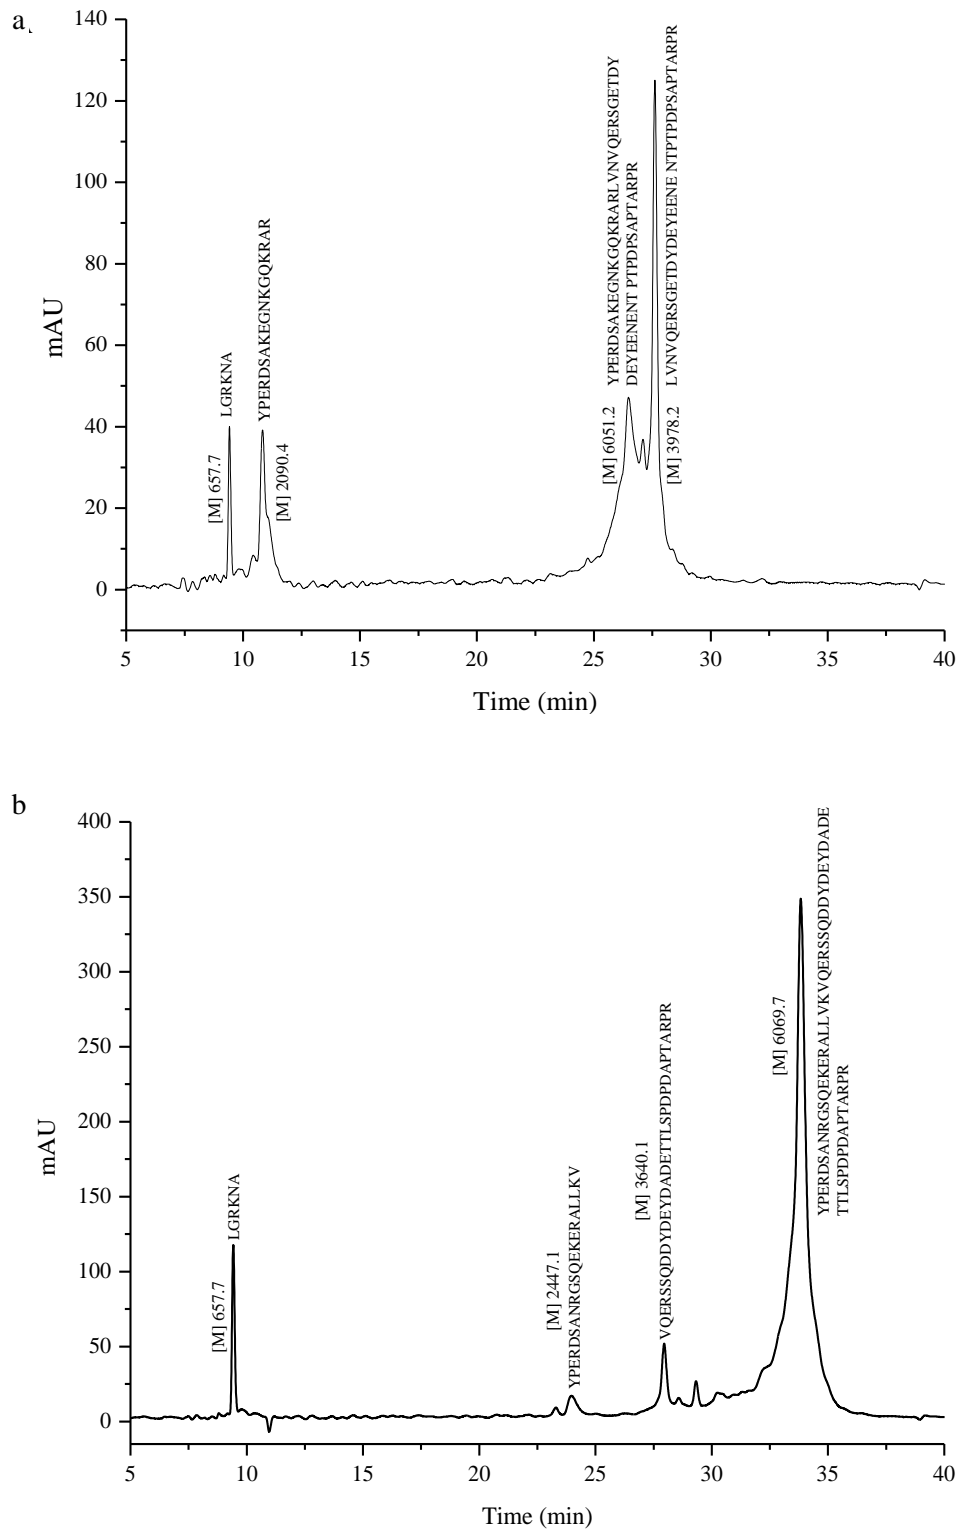 a
140
120
100
80
60
40
20
0
mAU
[M] 657.7
LGRKNA
YPERDSAKEGNKGQKRAR
[M] 2090.4
[M] 6051.2
YPERDSAKEGNKGQKRARLVNVQERSGETDY
DEYEENENT PTPDPSAPTARPR
[M] 3978.2
LVNVQERSGETDYDEYEENE NTPTPDPSAPTARPR
5 10 15 20 25 30 35 40
Time (min)
b
400
350
300
250
200
150
100
50
0
mAU
[M] 657.7
LGRKNA
[M] 2447.1
YPERDSANRGSQEKERALLKV
[M] 3640.1
VQERSSQDDYDEYDADETTLSPDPDAPTARPR
[M] 6069.7
YPERDSANRGSQEKERALLVKVQERSSQDDYDEYDADE
TTLSPDPDAPTARPR
5 10 15 20 25 30 35 40
Time (min)